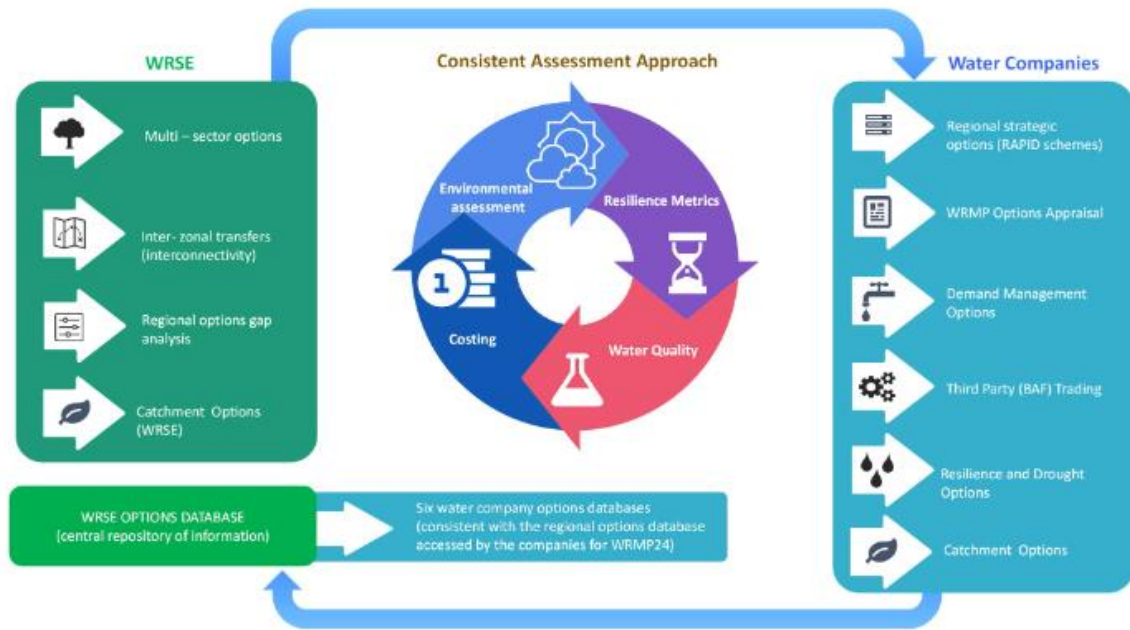 WRSE
Multi – sector options
Inter- zonal transfers
(interconnectivity)
Regional options gap
analysis
Catchment Options
(WRSE)
Consistent Assessment Approach
Environmental
assessment
Resilience Metrics
1
Costing
Water Quality
Water Companies
Regional strategic
options (RAPID schemes)
WRMP Options Appraisal
Demand Management
Options
Third Party (BAF) Trading
Resilience and Drought
Options
Catchment Options
WRSE OPTIONS DATABASE
(central repository of information)
Six water company options databases
(consistent with the regional options database
accessed by the companies for WRMP24)